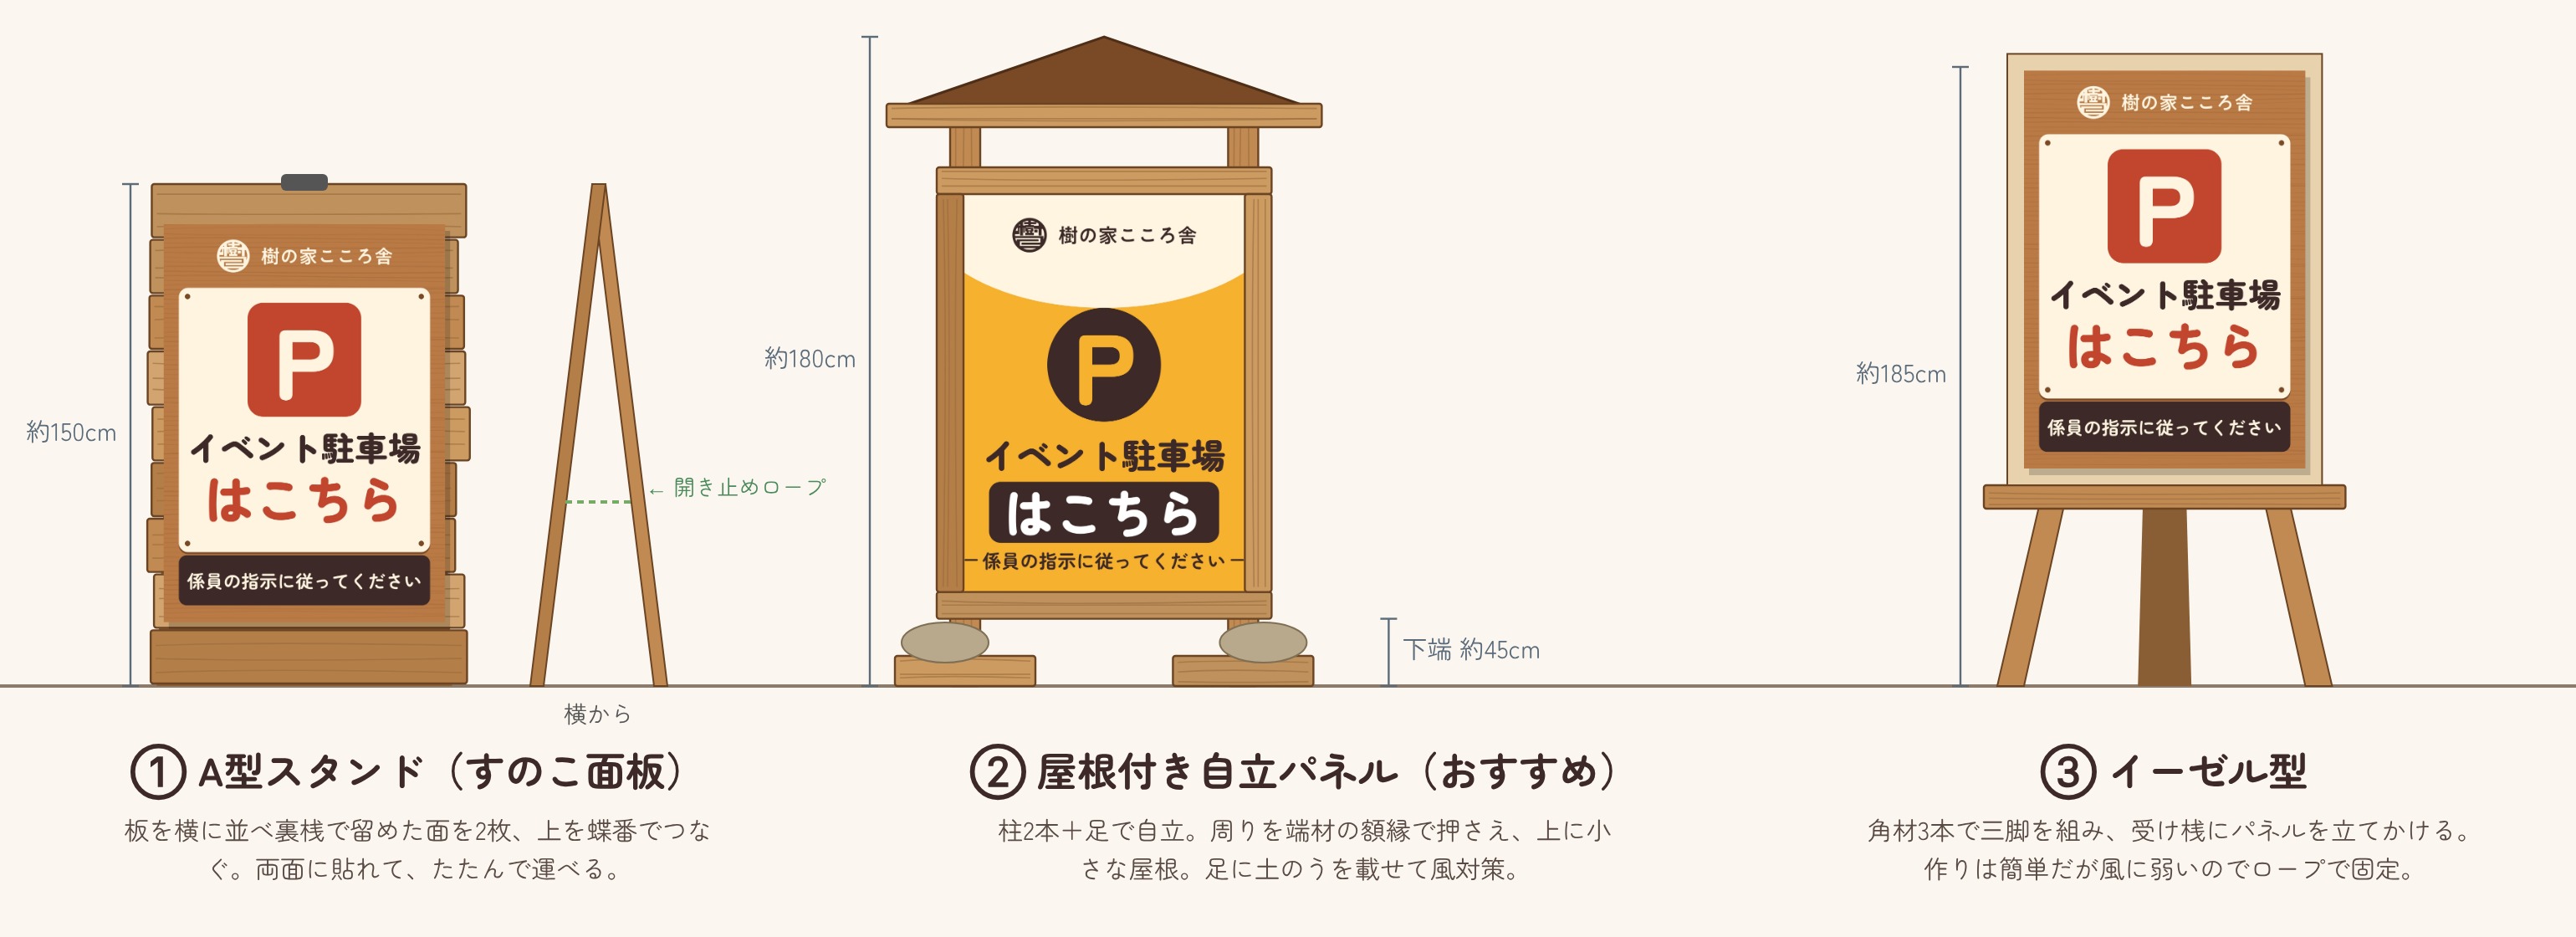 約150cm
樹の家こころ舎
P
イベント駐車場
はこちら
係員の指示に従ってください
← 開き止めロープ
横から
① A型スタンド（すのこ面板）
板を横に並べ裏桟で留めた面を2枚、上を蝶番でつな
ぐ。両面に貼れて、たたんで運べる。
約180cm
樹の家こころ舎
P
イベント駐車場
はこちら
係員の指示に従ってください
下端 約45cm
② 屋根付き自立パネル（おすすめ）
柱2本＋足で自立。周りを端材の額縁で押さえ、上に小
さな屋根。足に土のうを載せて風対策。
約185cm
樹の家こころ舎
P
イベント駐車場
はこちら
係員の指示に従ってください
③ イーゼル型
角材3本で三脚を組み、受け桟にパネルを立てかける。
作りは簡単だが風に弱いのでロープで固定。